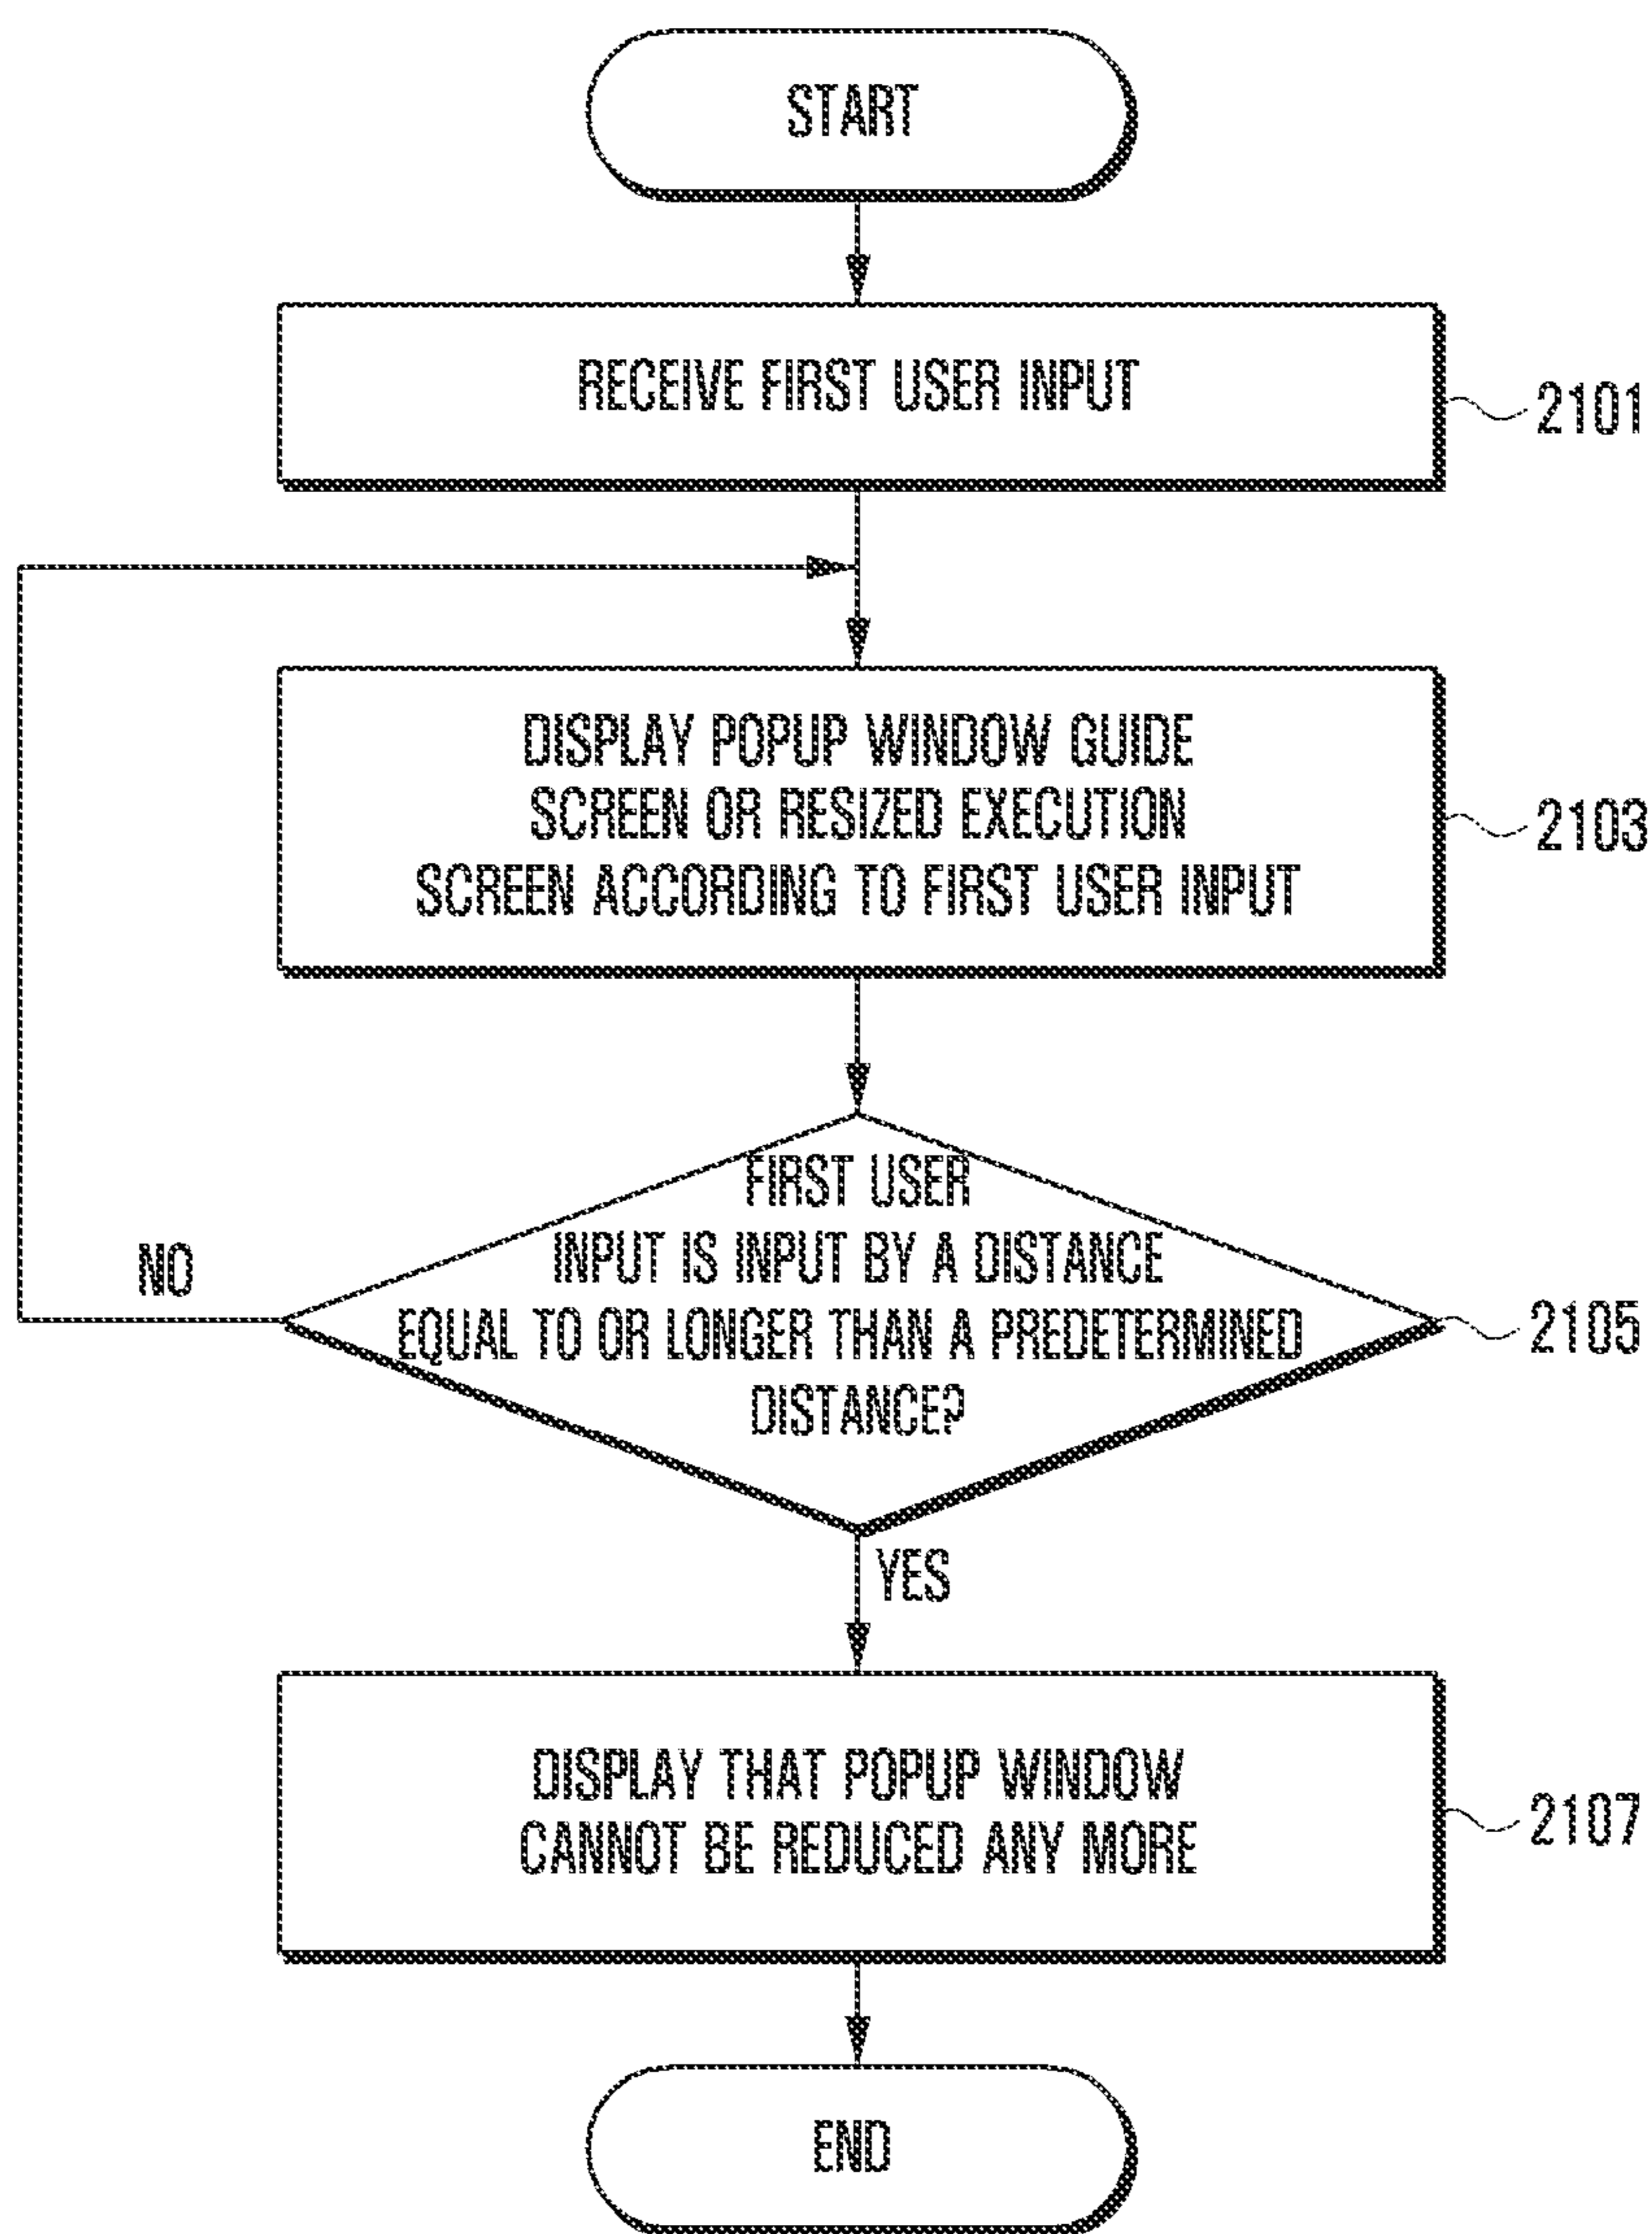 START
RECEIVE FIRST USER INPUT
2101
DISPLAY POPUP WINDOW GUIDE
SCREEN OR RESIZED EXECUTION
SCREEN ACCORDING TO FIRST USER INPUT
2103
FIRST USER
INPUT IS INPUT BY A DISTANCE
EQUAL TO OR LONGER THAN A PREDETERMINED
DISTANCE?
2105
NO
YES
DISPLAY THAT POPUP WINDOW
CANNOT BE REDUCED ANY MORE
2107
END